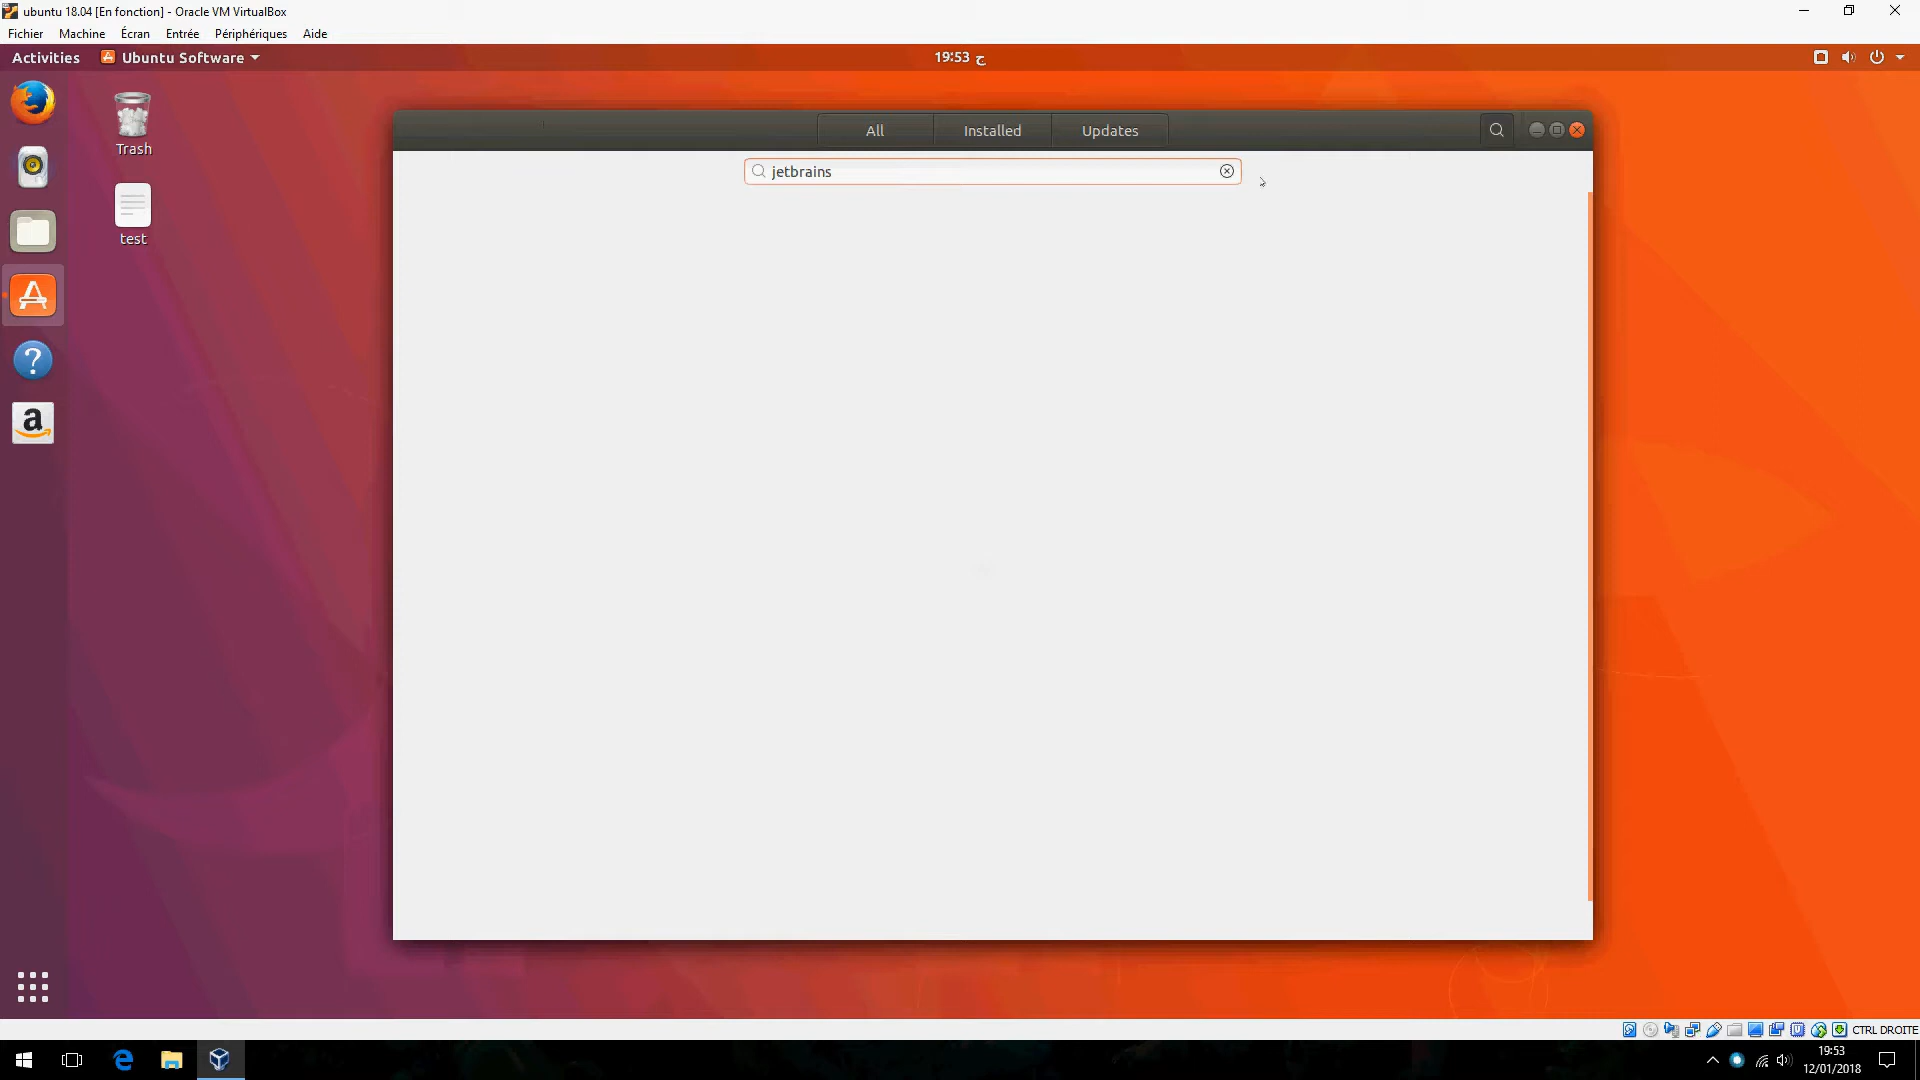 ubuntu 18.04 [En fonction] - Oracle VM VirtualBox
Fichier Machine Écran Entrée Périphériques Aide
Activities Ubuntu Software 19:53 ح
All Installed Updates
jetbrains
Trash
test
CTRL DROITE
19:53
12/01/2018